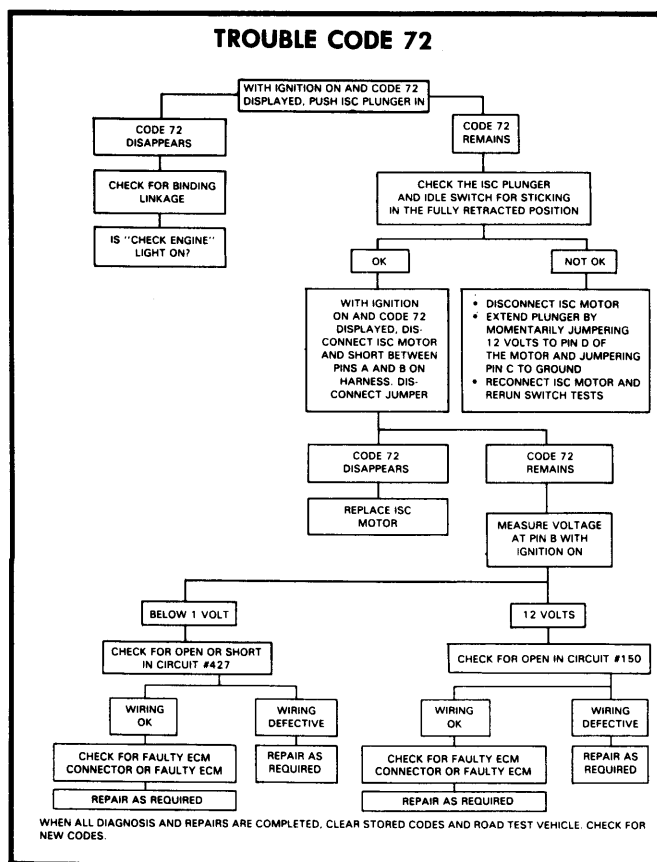 TROUBLE CODE 72
WITH IGNITION ON AND CODE 72
DISPLAYED, PUSH ISC PLUNGER IN
CODE 72
DISAPPEARS
CODE 72
REMAINS
CHECK FOR BINDING
LINKAGE
CHECK THE ISC PLUNGER
AND IDLE SWITCH FOR STICKING
IN THE FULLY RETRACTED POSITION
IS "CHECK ENGINE"
LIGHT ON?
OK
NOT OK
WITH IGNITION
ON AND CODE 72
DISPLAYED, DIS-
CONNECT ISC MOTOR
AND SHORT BETWEEN
PINS A AND B ON
HARNESS. DIS-
CONNECT JUMPER
• DISCONNECT ISC MOTOR
• EXTEND PLUNGER BY
MOMENTARILY JUMPERING
12 VOLTS TO PIN D OF
THE MOTOR AND JUMPERING
PIN C TO GROUND
• RECONNECT ISC MOTOR AND
RERUN SWITCH TESTS
CODE 72
DISAPPEARS
CODE 72
REMAINS
REPLACE ISC
MOTOR
MEASURE VOLTAGE
AT PIN B WITH
IGNITION ON
BELOW 1 VOLT
12 VOLTS
CHECK FOR OPEN OR SHORT
IN CIRCUIT #427
CHECK FOR OPEN IN CIRCUIT #150
WIRING
OK
WIRING
DEFECTIVE
WIRING
OK
WIRING
DEFECTIVE
CHECK FOR FAULTY ECM
CONNECTOR OR FAULTY ECM
REPAIR AS
REQUIRED
CHECK FOR FAULTY ECM
CONNECTOR OR FAULTY ECM
REPAIR AS
REQUIRED
REPAIR AS REQUIRED
REPAIR AS REQUIRED
WHEN ALL DIAGNOSIS AND REPAIRS ARE COMPLETED, CLEAR STORED CODES AND ROAD TEST VEHICLE. CHECK FOR
NEW CODES.